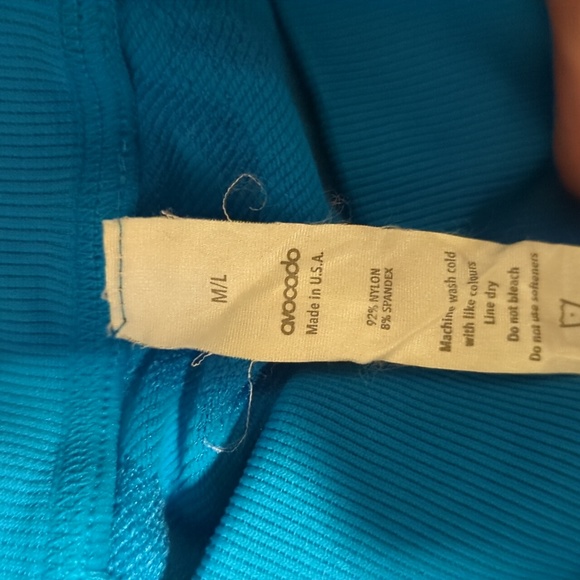 M/L
avocado
Made in U.S.A.
92% NYLON
8% SPANDEX
Machine wash cold
with like colours
Line dry
Do not bleach
Do not use softeners